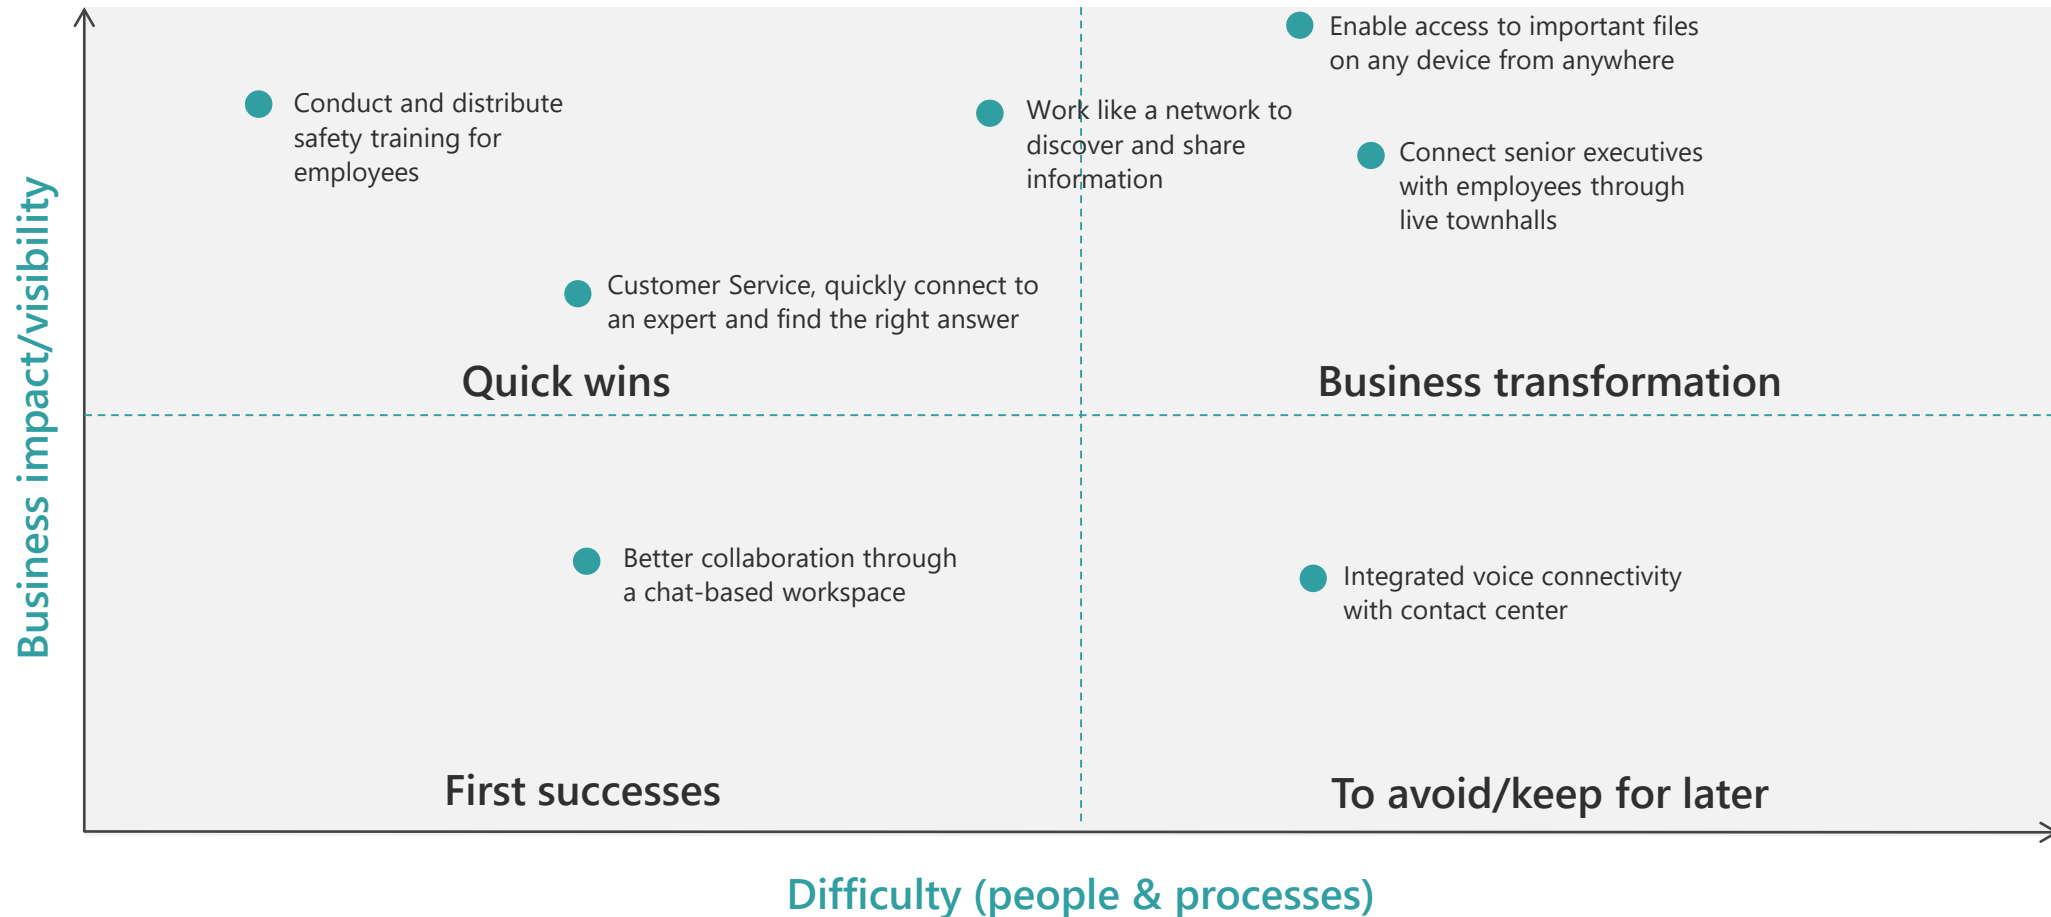 Business impact/visibility
Enable access to important files
on any device from anywhere
Conduct and distribute
safety training for
employees
Work like a network to
discover and share
information
Connect senior executives
with employees through
live townhalls
Customer Service, quickly connect to
an expert and find the right answer
Quick wins
Business transformation
Better collaboration through
a chat-based workspace
Integrated voice connectivity
with contact center
First successes
To avoid/keep for later
Difficulty (people & processes)